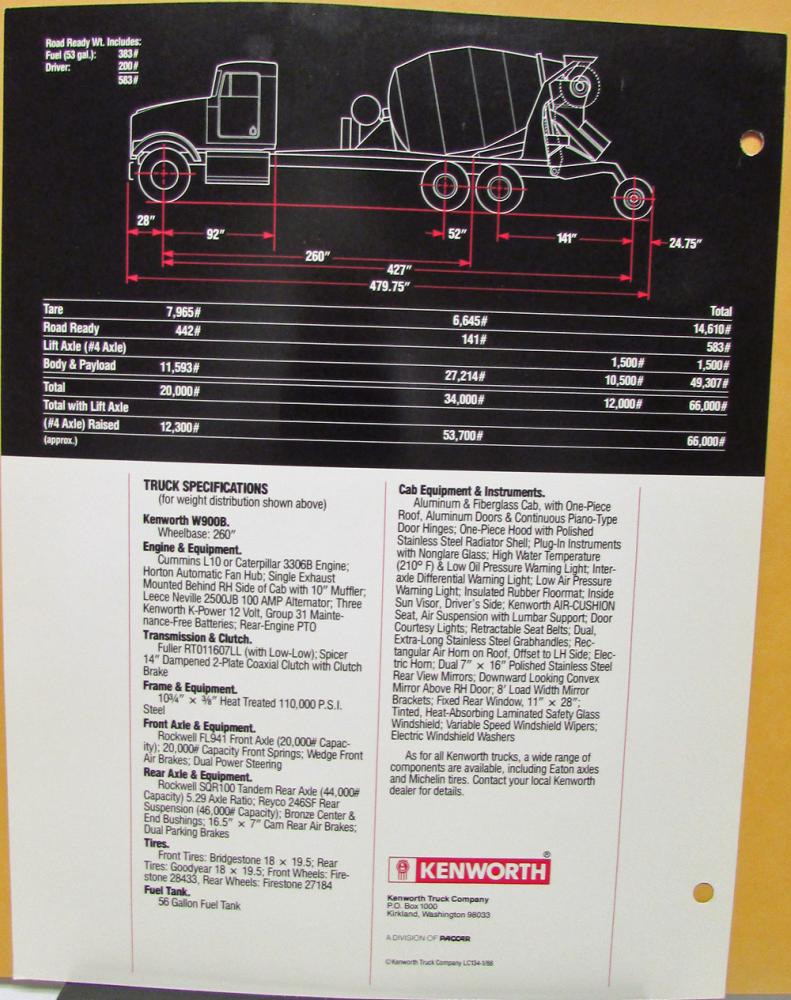 Road Ready Wt. Includes:
Fuel (53 gal.): 383#
Driver: 200#
583#
28"
92"
52"
141"
24.75"
260"
427"
479.75"
Total
Tare 7,965# 6,645# 14,610#
Road Ready 442# 141# 583#
Lift Axle (#4 Axle) 1,500# 1,500#
Body & Payload 11,593# 27,214# 10,500# 49,307#
Total 20,000# 34,000# 12,000# 66,000#
Total with Lift Axle
(#4 Axle) Raised 12,300# 53,700# 66,000#
(approx.)
TRUCK SPECIFICATIONS
(for weight distribution shown above)
Kenworth W900B.
Wheelbase: 260"
Engine & Equipment.
Cummins L10 or Caterpillar 3306B Engine;
Horton Automatic Fan Hub; Single Exhaust
Mounted Behind RH Side of Cab with 10" Muffler;
Leece Neville 2500JB 100 AMP Alternator; Three
Kenworth K-Power 12 Volt, Group 31 Mainte-
nance-Free Batteries; Rear-Engine PTO
Transmission & Clutch.
Fuller RT011607LL (with Low-Low); Spicer
14" Dampened 2-Plate Coaxial Clutch with Clutch
Brake
Frame & Equipment.
10¾" × ⅜" Heat Treated 110,000 P.S.I.
Steel
Front Axle & Equipment.
Rockwell FL941 Front Axle (20,000# Capac-
ity); 20,000# Capacity Front Springs; Wedge Front
Air Brakes; Dual Power Steering
Rear Axle & Equipment.
Rockwell SQR100 Tandem Rear Axle (44,000#
Capacity) 5.29 Axle Ratio; Reyco 246SF Rear
Suspension (46,000# Capacity); Bronze Center &
End Bushings; 16.5" × 7" Cam Rear Air Brakes;
Dual Parking Brakes
Tires.
Front Tires: Bridgestone 18 × 19.5; Rear
Tires: Goodyear 18 × 19.5; Front Wheels: Fire-
stone 28433, Rear Wheels: Firestone 27184
Fuel Tank.
56 Gallon Fuel Tank
Cab Equipment & Instruments.
Aluminum & Fiberglass Cab, with One-Piece
Roof, Aluminum Doors & Continuous Piano-Type
Door Hinges; One-Piece Hood with Polished
Stainless Steel Radiator Shell; Plug-In Instruments
with Nonglare Glass; High Water Temperature
(210° F) & Low Oil Pressure Warning Light; Inter-
axle Differential Warning Light; Low Air Pressure
Warning Light; Insulated Rubber Floormat; Inside
Sun Visor, Driver's Side; Kenworth AIR-CUSHION
Seat, Air Suspension with Lumbar Support; Door
Courtesy Lights; Retractable Seat Belts; Dual,
Extra-Long Stainless Steel Grabhandles; Rec-
tangular Air Horn on Roof, Offset to LH Side; Elec-
tric Horn; Dual 7" × 16" Polished Stainless Steel
Rear View Mirrors; Downward Looking Convex
Mirror Above RH Door; 8' Load Width Mirror
Brackets; Fixed Rear Window, 11" × 28";
Tinted, Heat-Absorbing Laminated Safety Glass
Windshield; Variable Speed Windshield Wipers;
Electric Windshield Washers
As for all Kenworth trucks, a wide range of
components are available, including Eaton axles
and Michelin tires. Contact your local Kenworth
dealer for details.
KENWORTH®
Kenworth Truck Company
P.O. Box 1000
Kirkland, Washington 98033
A DIVISION OF PACCAR
©Kenworth Truck Company LC134-1/88